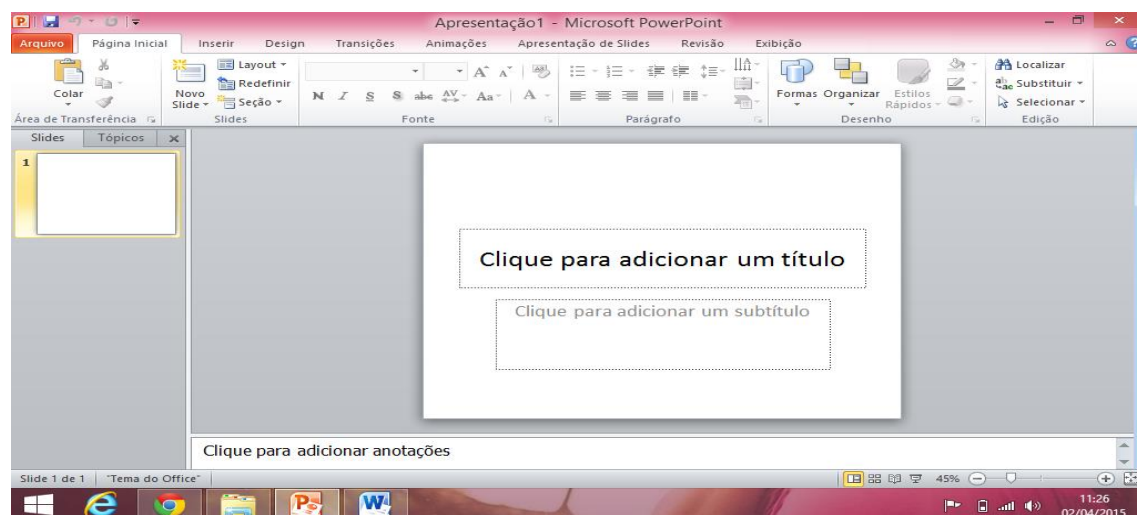 Apresentação1 - Microsoft PowerPoint
Arquivo Página Inicial Inserir Design Transições Animações Apresentação de Slides Revisão Exibição
Colar
Novo Slide
Layout
Redefinir
Seção
N I S S abc AV Aa A
A A
Formas Organizar Estilos Rápidos
Localizar
Substituir
Selecionar
Área de Transferência Slides Fonte Parágrafo Desenho Edição
Slides Tópicos
1
Clique para adicionar um título
Clique para adicionar um subtítulo
Clique para adicionar anotações
Slide 1 de 1 "Tema do Office" 45%
11:26
02/04/2015